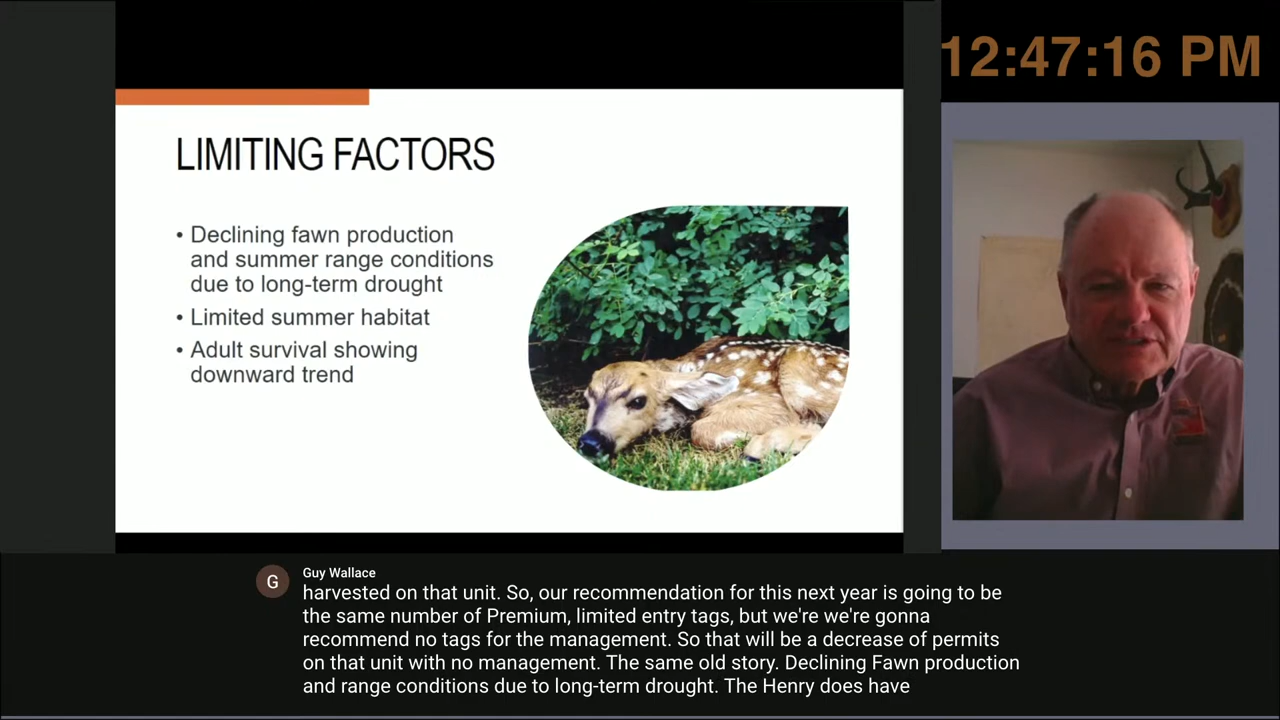 12:47:16 PM
LIMITING FACTORS
• Declining fawn production
and summer range conditions
due to long-term drought
• Limited summer habitat
• Adult survival showing
downward trend
G
Guy Wallace
harvested on that unit. So, our recommendation for this next year is going to be
the same number of Premium, limited entry tags, but we're we're gonna
recommend no tags for the management. So that will be a decrease of permits
on that unit with no management. The same old story. Declining Fawn production
and range conditions due to long-term drought. The Henry does have